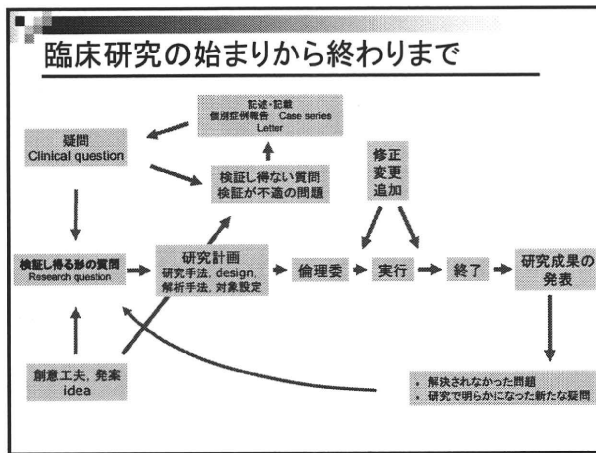 臨床研究の始まりから終わりまで
記述・記載
個別症例報告　Case series
Letter
疑問
Clinical question
修正
変更
追加
検証し得ない質問
検証が不適の問題
検証し得る形の質問
Research question
研究計画
研究手法, design,
解析手法, 対象設定
倫理委
実行
終了
研究成果の
発表
創意工夫, 発案
idea
• 解決されなかった問題
• 研究で明らかになった新たな疑問